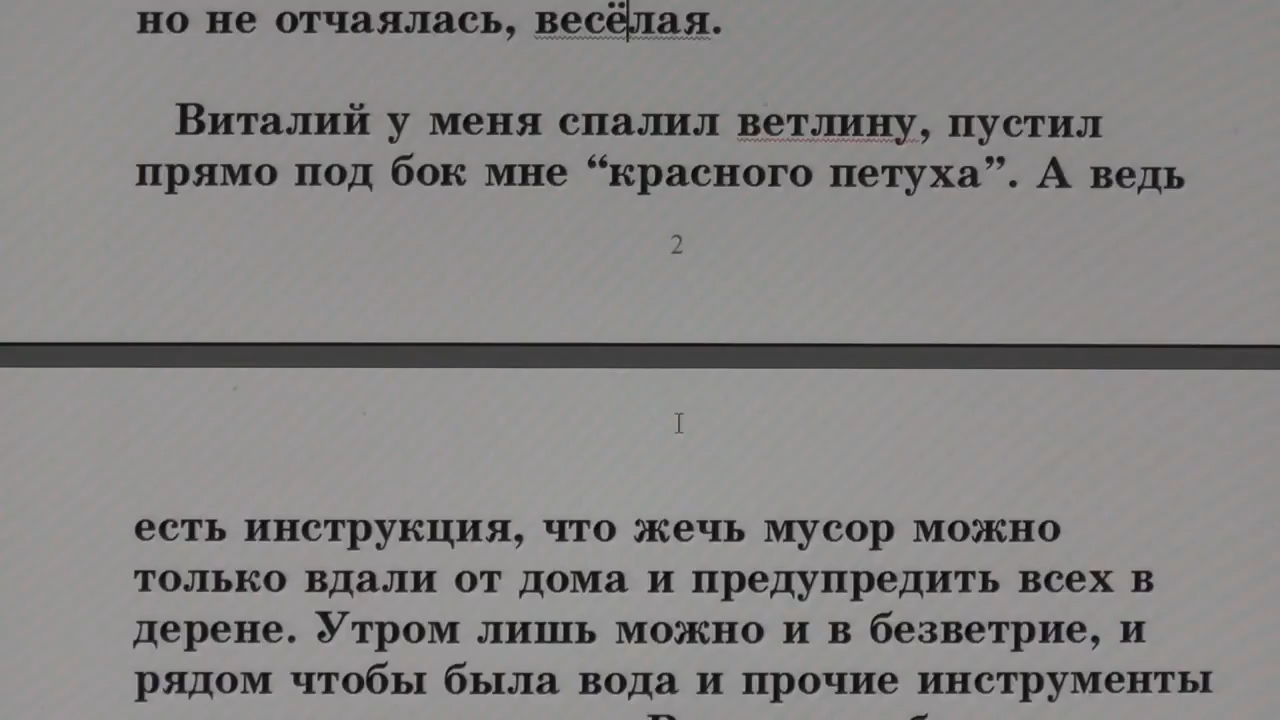 но не отчаялась, весёлая.
Виталий у меня спалил ветлину, пустил
прямо под бок мне “красного петуха”. А ведь
2
есть инструкция, что жечь мусор можно
только вдали от дома и предупредить всех в
дерене. Утром лишь можно и в безветрие, и
рядом чтобы была вода и прочие инструменты